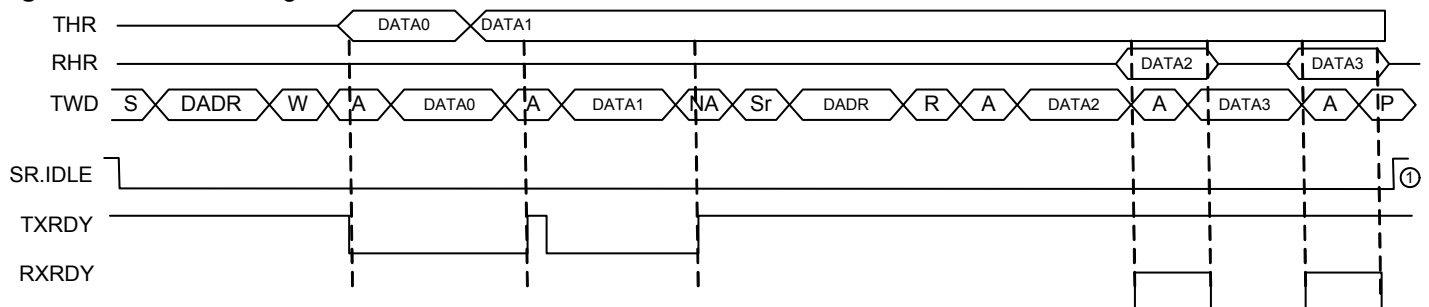 THR DATA0 DATA1
RHR DATA2 DATA3
TWD S DADR W A DATA0 A DATA1 NA Sr DADR R A DATA2 A DATA3 A P
SR.IDLE ①
TXRDY
RXRDY